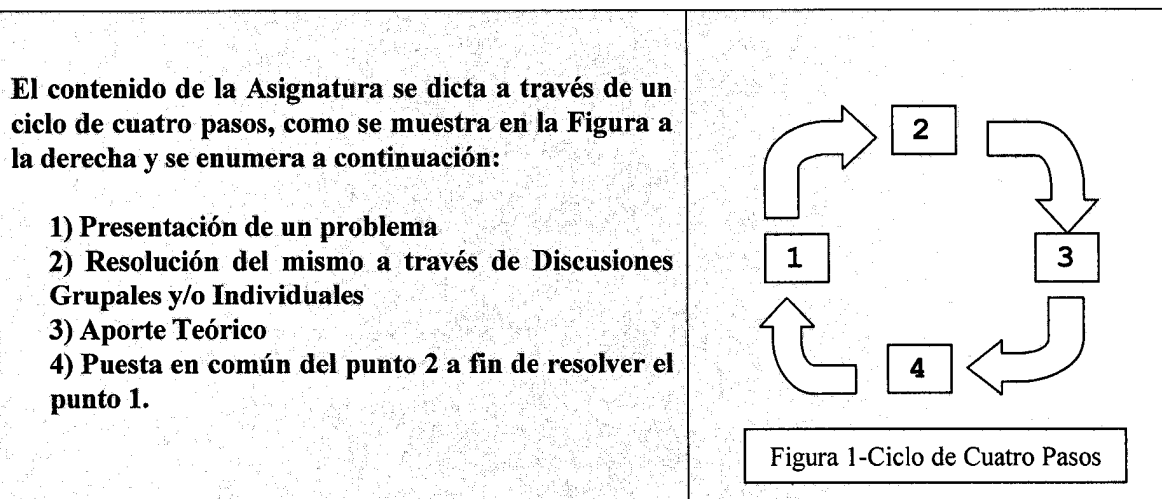 El contenido de la Asignatura se dicta a través de un
ciclo de cuatro pasos, como se muestra en la Figura a
la derecha y se enumera a continuación:
1) Presentación de un problema
2) Resolución del mismo a través de Discusiones
Grupales y/o Individuales
3) Aporte Teórico
4) Puesta en común del punto 2 a fin de resolver el
punto 1.
2
1
3
4
Figura 1-Ciclo de Cuatro Pasos